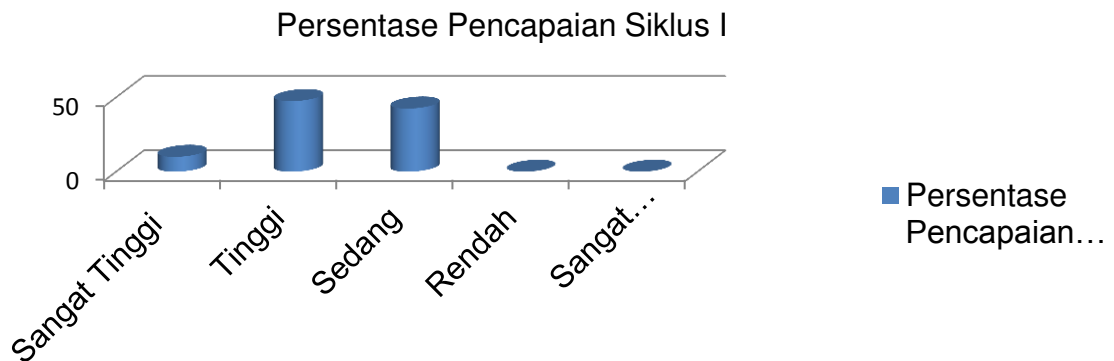 Persentase Pencapaian Siklus I
50
0
Sangat Tinggi
Tinggi
Sedang
Rendah
Sangat…
Persentase
Pencapaian…